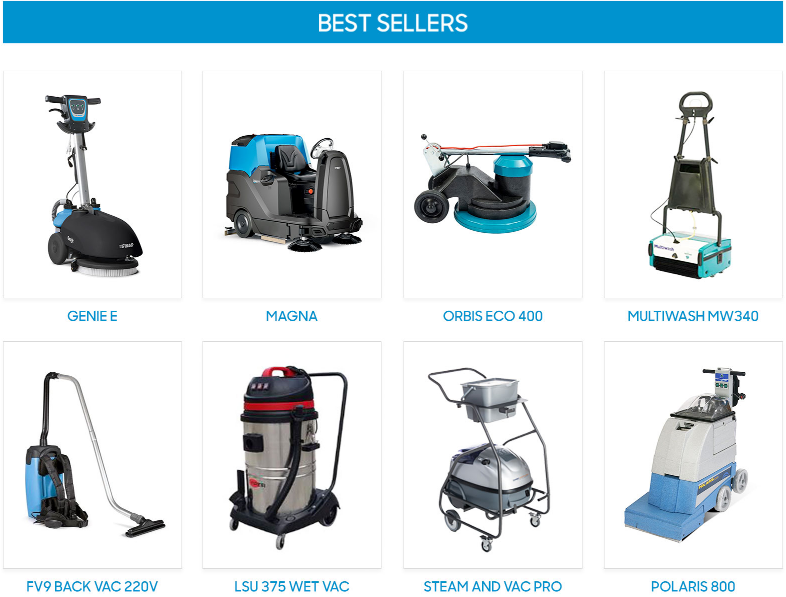 BEST SELLERS
GENIE E
MAGNA
ORBIS ECO 400
Multiwash
MULTIWASH MW340
FV9 BACK VAC 220V
LSU 375 WET VAC
STEAM AND VAC PRO
POLARIS 800